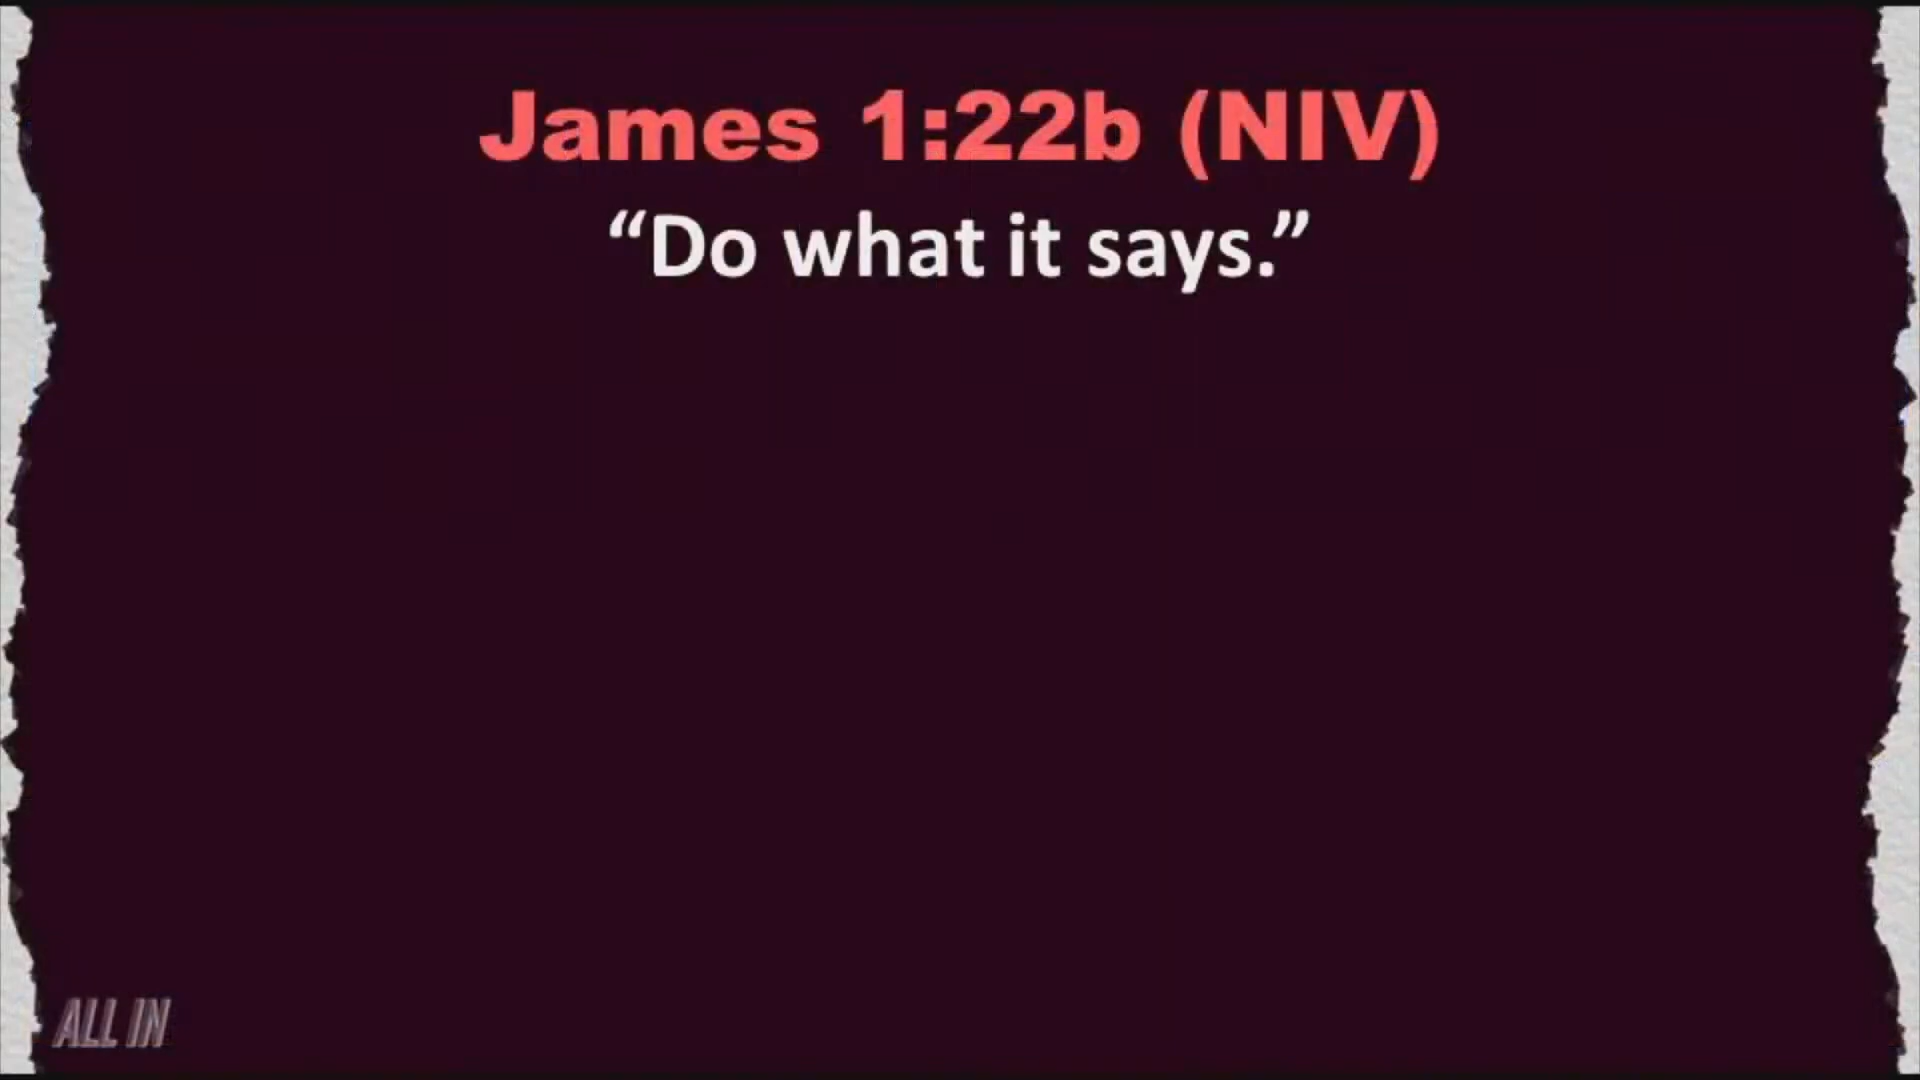 James 1:22b (NIV)
“Do what it says.”
ALL IN